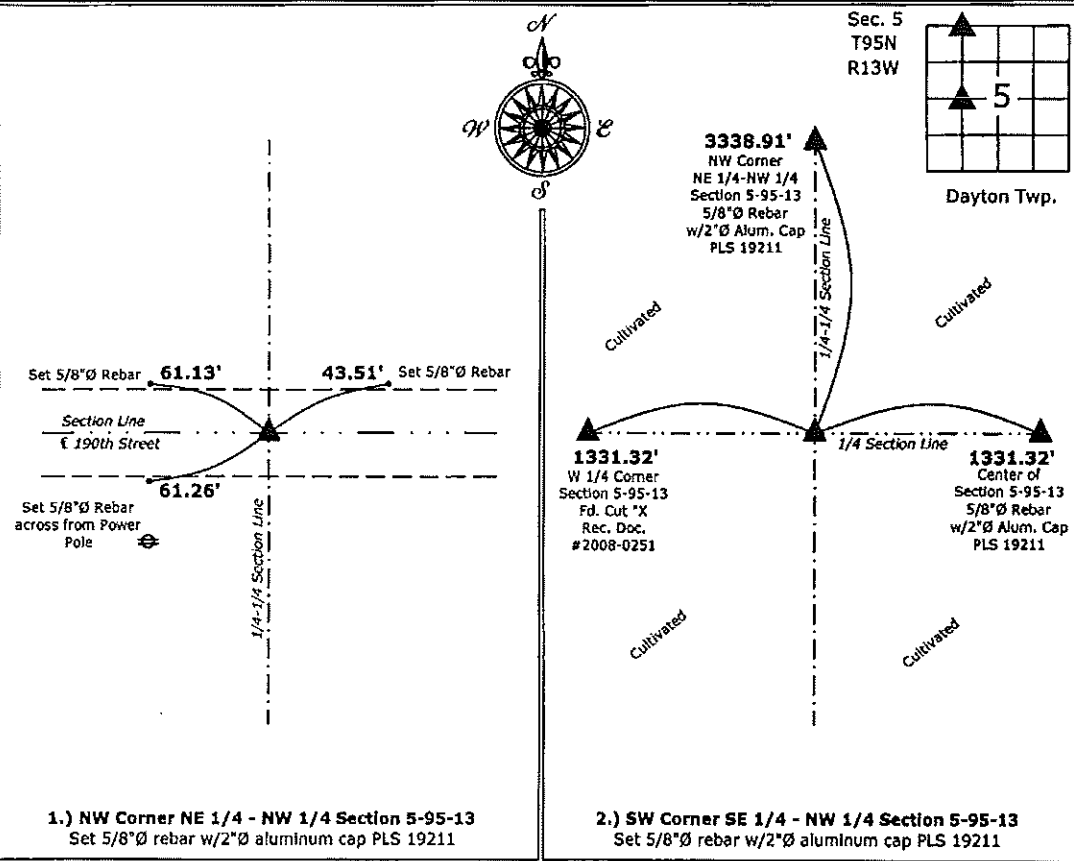 N
W
E
S
Sec. 5
T95N
R13W
5
Dayton Twp.
Set 5/8"Ø Rebar
61.13'
43.51'
Set 5/8"Ø Rebar
Section Line
℄ 190th Street
61.26'
Set 5/8"Ø Rebar
across from Power
Pole
1/4-1/4 Section Line
1.) NW Corner NE 1/4 - NW 1/4 Section 5-95-13
Set 5/8"Ø rebar w/2"Ø aluminum cap PLS 19211
3338.91'
NW Corner
NE 1/4-NW 1/4
Section 5-95-13
5/8"Ø Rebar
w/2"Ø Alum. Cap
PLS 19211
1/4-1/4 Section Line
Cultivated
Cultivated
1331.32'
W 1/4 Corner
Section 5-95-13
Fd. Cut "X
Rec. Doc.
#2008-0251
1/4 Section Line
1331.32'
Center of
Section 5-95-13
5/8"Ø Rebar
w/2"Ø Alum. Cap
PLS 19211
Cultivated
Cultivated
2.) SW Corner SE 1/4 - NW 1/4 Section 5-95-13
Set 5/8"Ø rebar w/2"Ø aluminum cap PLS 19211